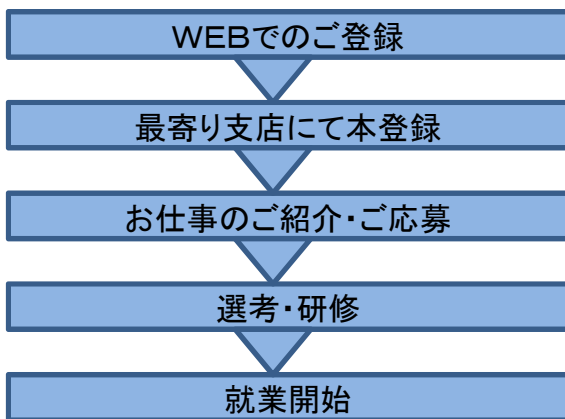 WEBでのご登録
最寄り支店にて本登録
お仕事のご紹介・ご応募
選考・研修
就業開始